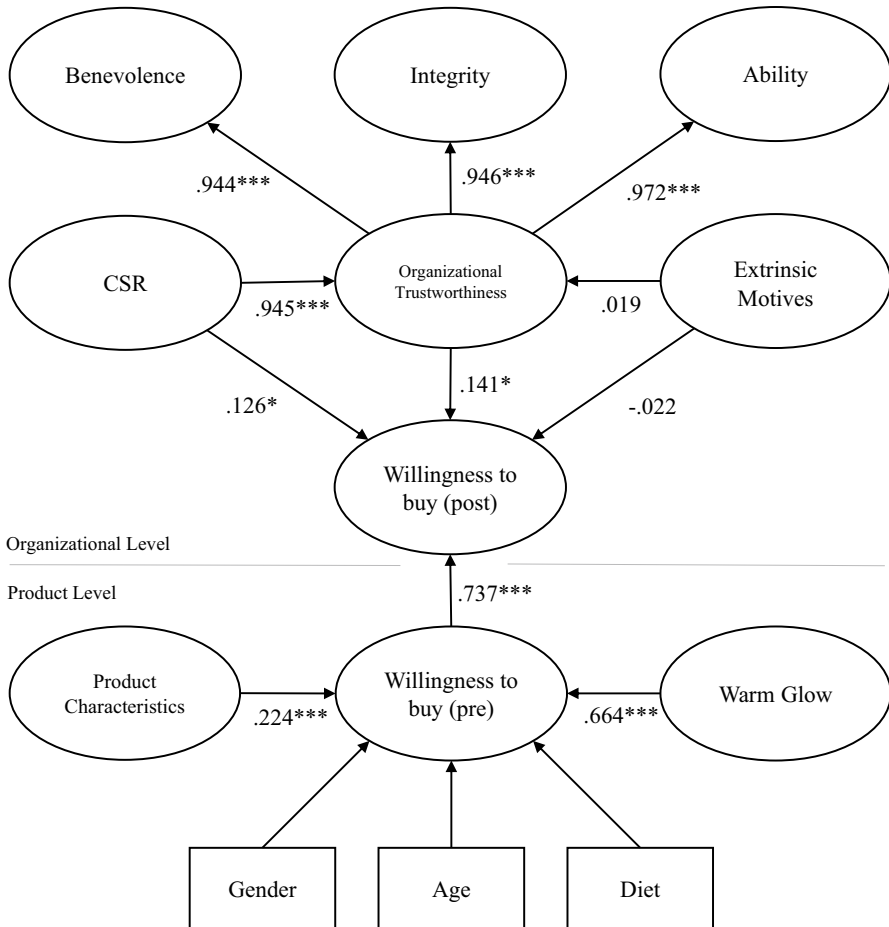 Benevolence
Integrity
Ability
.944***
.946***
.972***
CSR
Organizational
Trustworthiness
Extrinsic
Motives
.945***
.019
.126*
.141*
-.022
Willingness to
buy (post)
Organizational Level
Product Level
.737***
Product
Characteristics
Willingness to
buy (pre)
Warm Glow
.224***
.664***
Gender
Age
Diet